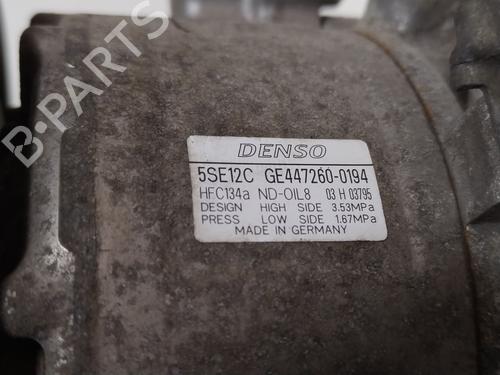 B-PARTS
DENSO
5SE12C GE447260-0194
HFC134a ND-OIL8 03 H 03795
DESIGN HIGH SIDE 3.53MPa
PRESS LOW SIDE 1.67MPa
MADE IN GERMANY